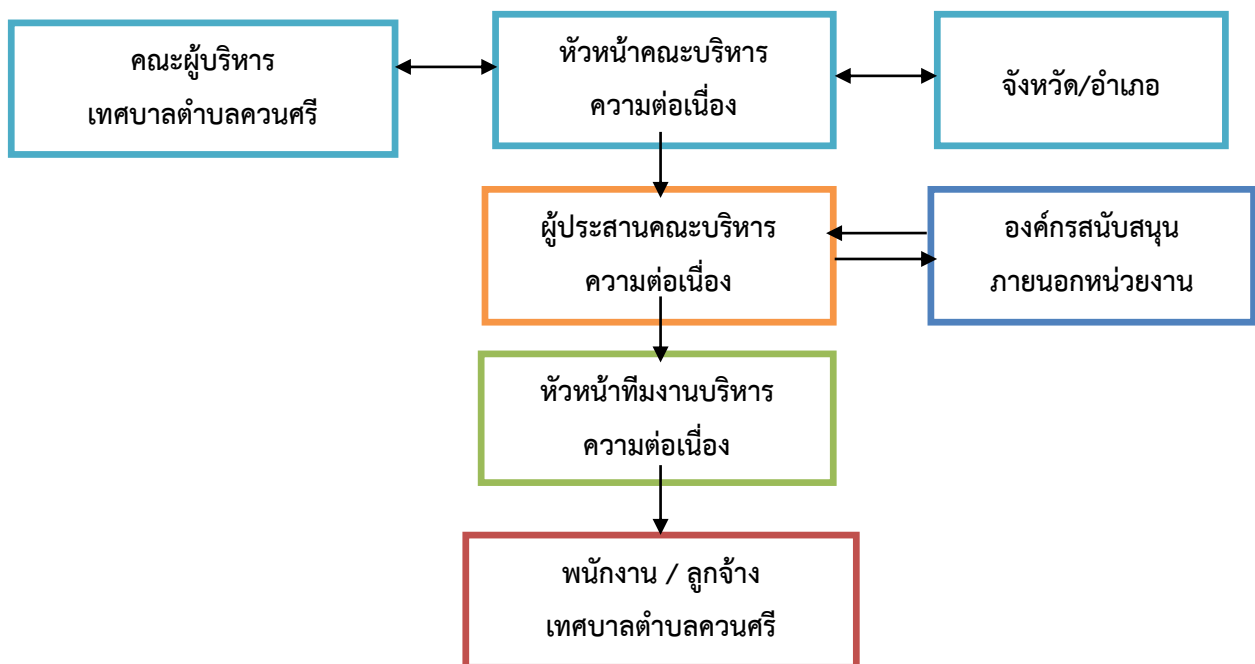 คณะผู้บริหาร
เทศบาลตำบลควนศรี
หัวหน้าคณะบริหาร
ความต่อเนื่อง
จังหวัด/อำเภอ
ผู้ประสานคณะบริหาร
ความต่อเนื่อง
องค์กรสนับสนุน
ภายนอกหน่วยงาน
หัวหน้าทีมงานบริหาร
ความต่อเนื่อง
พนักงาน / ลูกจ้าง
เทศบาลตำบลควนศรี